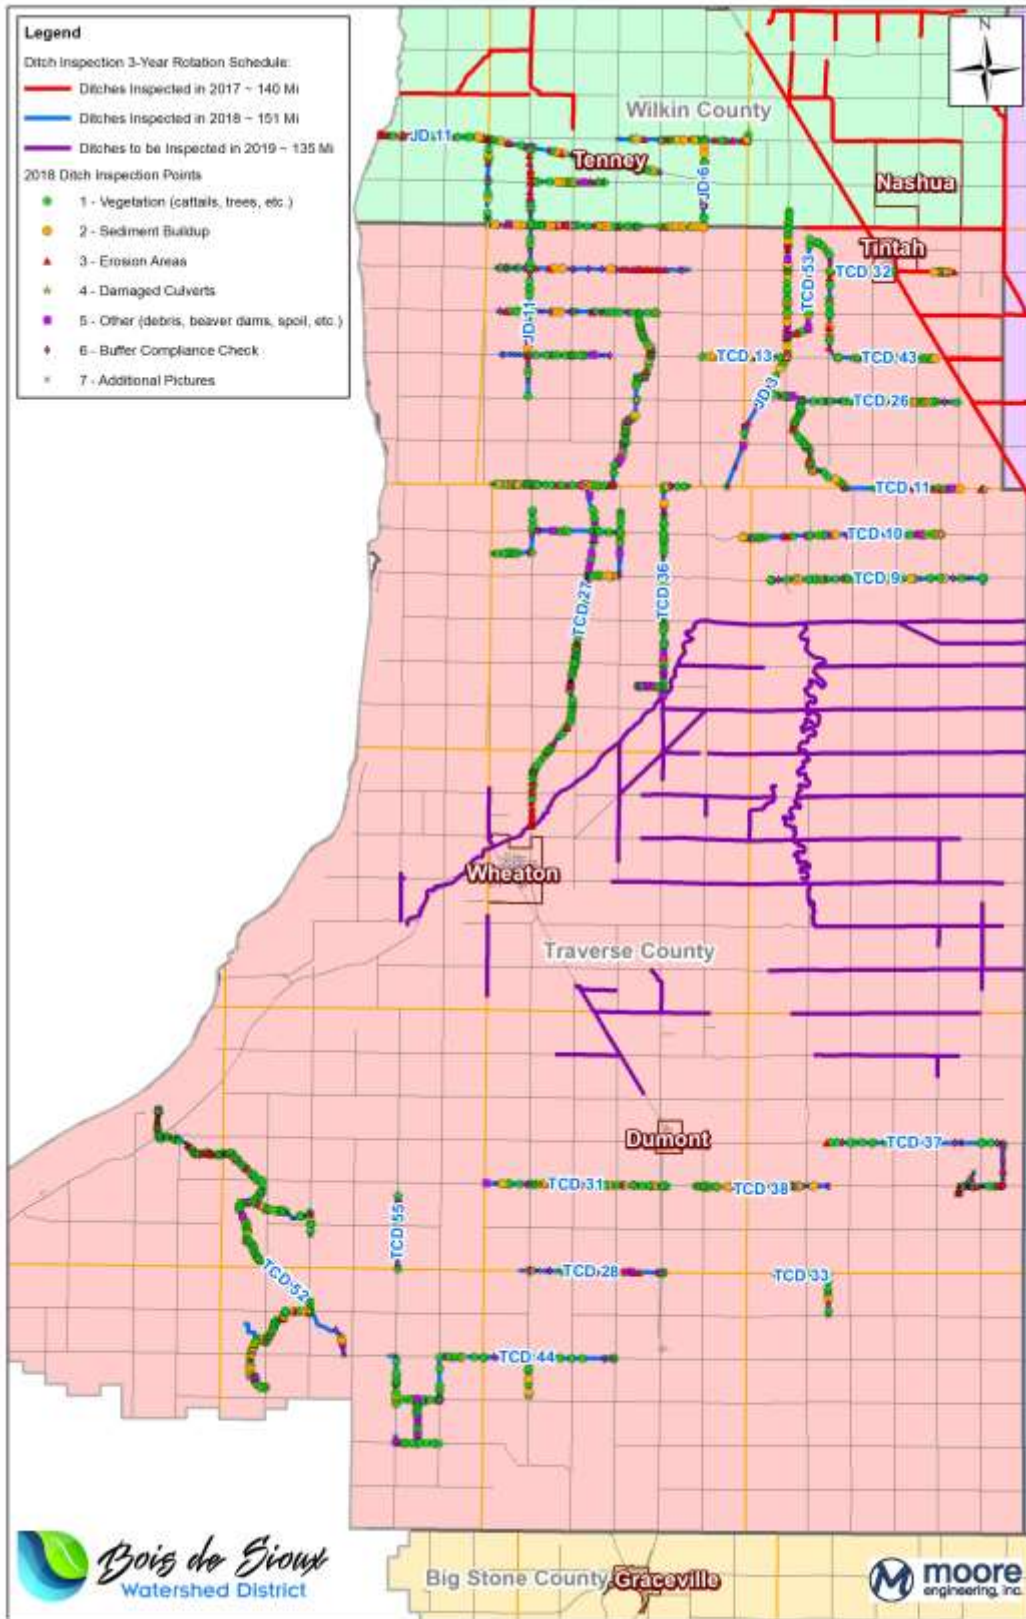 Legend
Ditch Inspection 3-Year Rotation Schedule:
Ditches Inspected in 2017 ~ 140 Mi
Ditches Inspected in 2018 ~ 151 Mi
Ditches to be Inspected in 2019 ~ 135 Mi
2018 Ditch Inspection Points
1 - Vegetation (cattails, trees, etc.)
2 - Sediment Buildup
3 - Erosion Areas
4 - Damaged Culverts
5 - Other (debris, beaver dams, spoil, etc.)
6 - Buffer Compliance Check
7 - Additional Pictures
N
Wilkin County
JD 11
Tenney
JD 6
Nashua
Tintah
TCD 32
TCD 53
JD 11
TCD 13
TCD 43
JD 3
TCD 26
TCD 11
TCD 10
TCD 9
TCD 36
TCD 27
Wheaton
Traverse County
Dumont
TCD 37
TCD 31
TCD 38
TCD 55
TCD 52
TCD 28
TCD 33
TCD 44
Bois de Sioux
Watershed District
Big Stone County
Graceville
moore
engineering, inc.